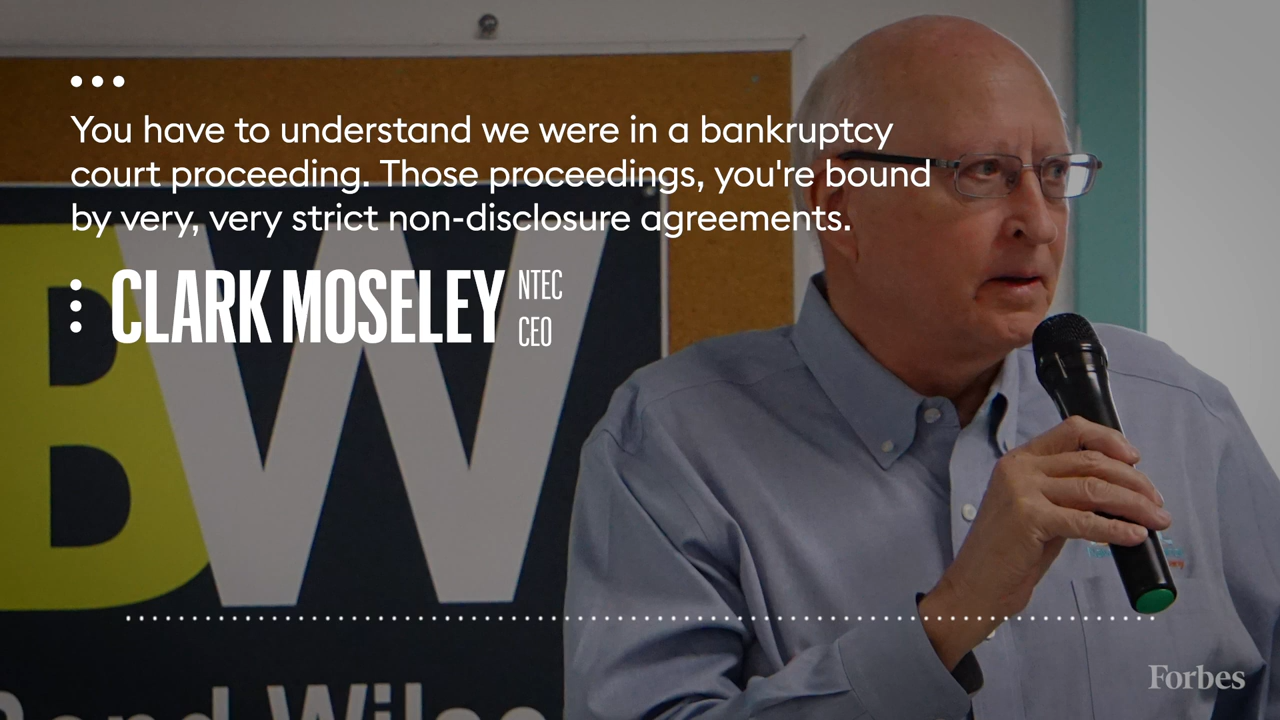 You have to understand we were in a bankruptcy
court proceeding. Those proceedings, you're bound
by very, very strict non-disclosure agreements.
CLARK MOSELEY
NTEC
CEO
BW
Forbes